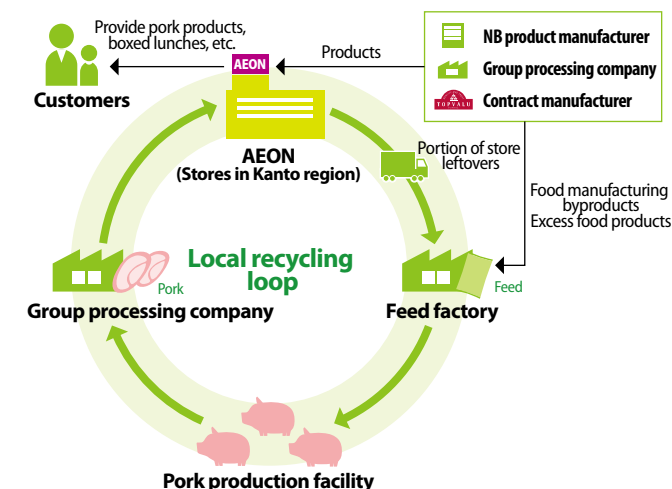 Provide pork products,
boxed lunches, etc.
Customers
AEON
Products
NB product manufacturer
Group processing company
TOPVALU
Contract manufacturer
AEON
(Stores in Kanto region)
Portion of store
leftovers
Food manufacturing
byproducts
Excess food products
Local recycling
loop
Pork
Group processing company
Feed
Feed factory
Pork production facility